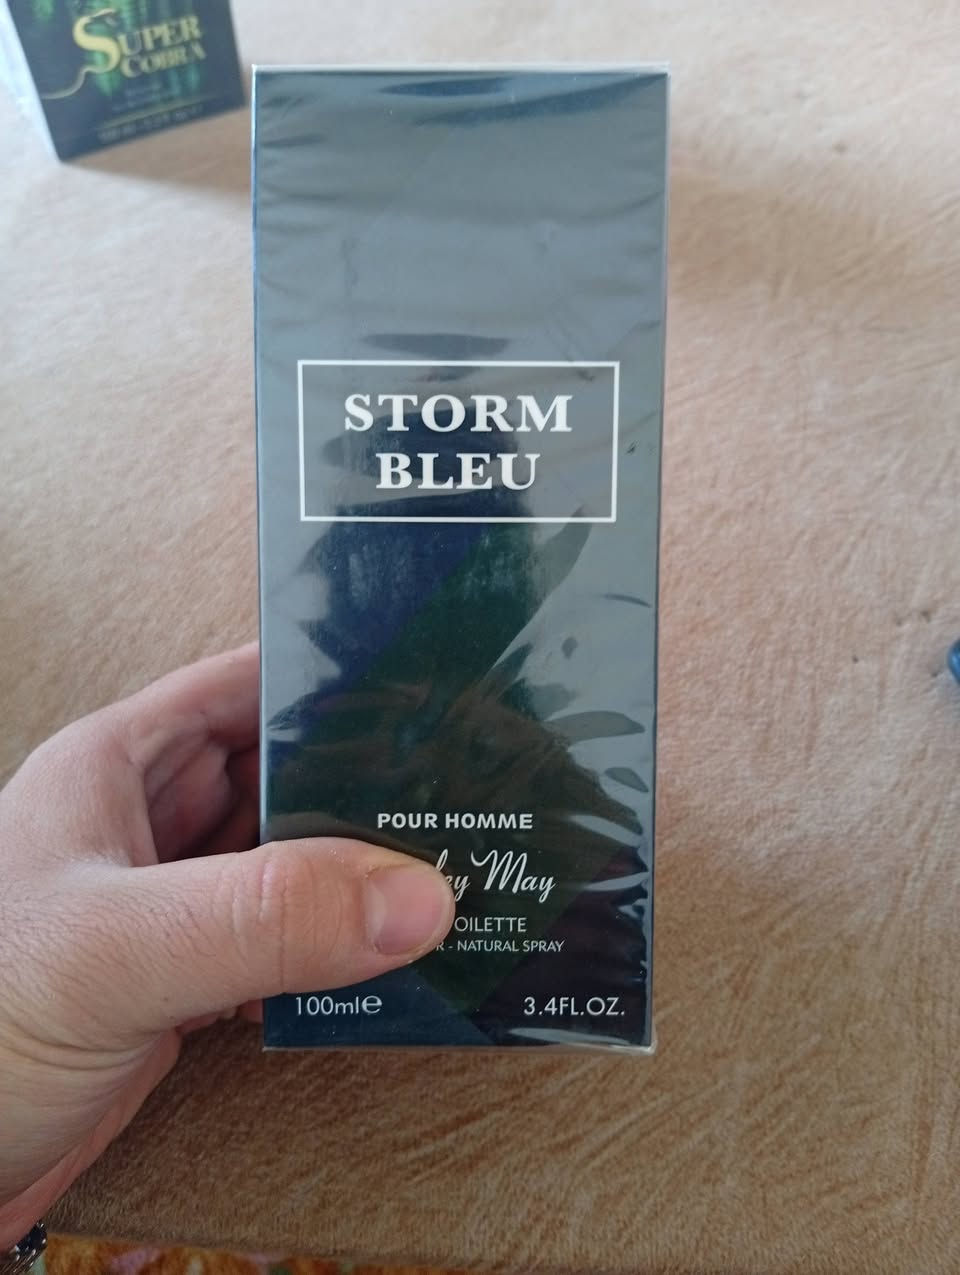 SUPER
COBRA
STORM
BLEU
POUR HOMME
May
OILETTE
R - NATURAL SPRAY
100ml℮
3.4FL.OZ.